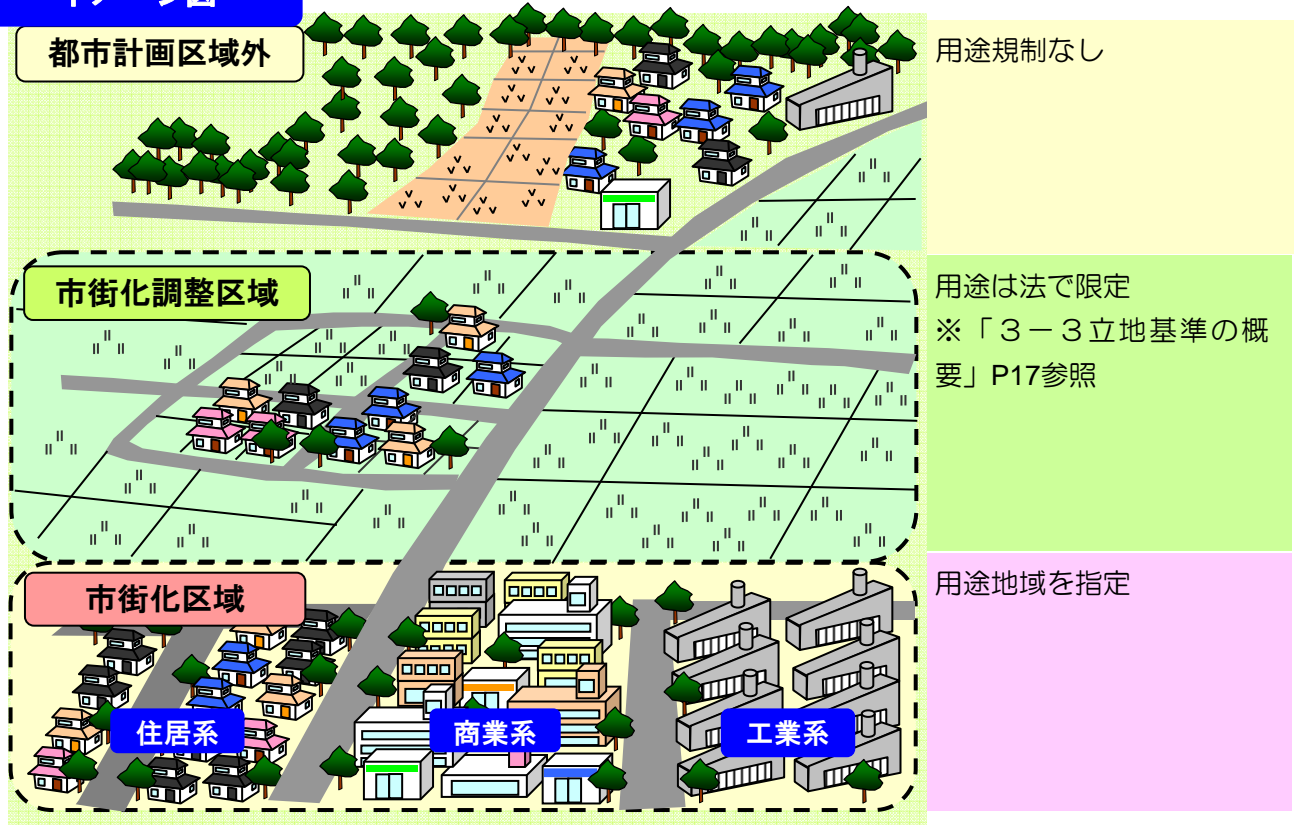 都市計画区域外
用途規制なし
市街化調整区域
用途は法で限定
※「３－３立地基準の概
要」P17参照
市街化区域
用途地域を指定
住居系
商業系
工業系